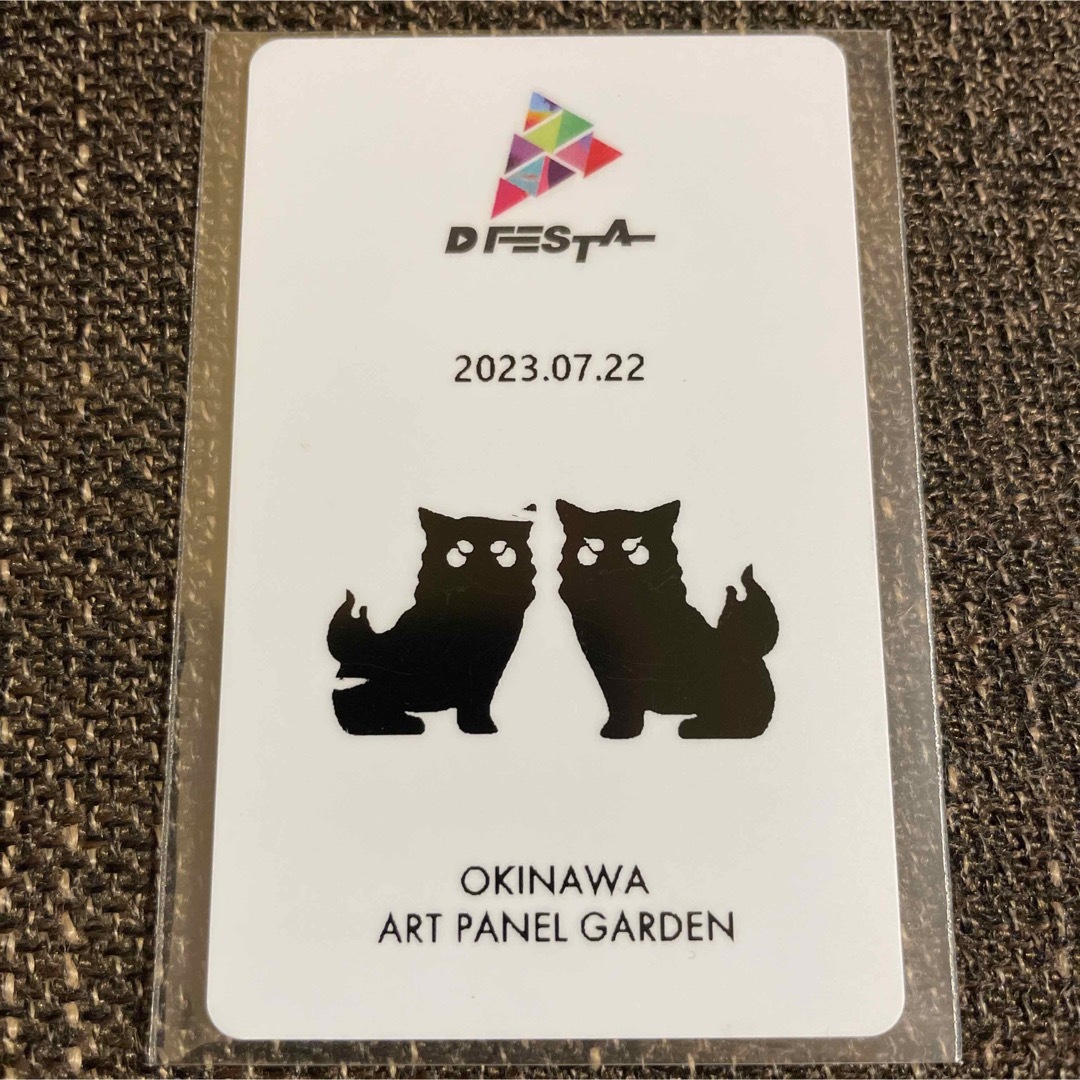 D FESTA
2023.07.22
OKINAWA
ART PANEL GARDEN